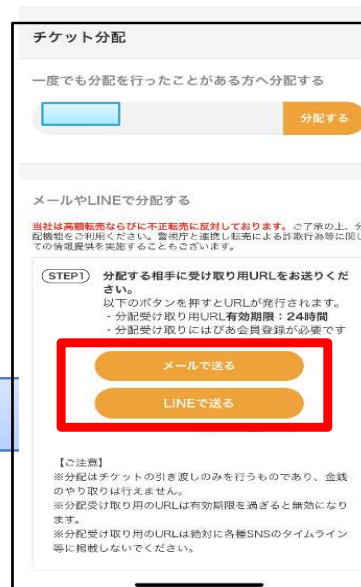 チケット分配
一度でも分配を行ったことがある方へ分配する
分配する
メールやLINEで分配する
当社は高額転売ならびに不正転売に反対しております。ご了承の上、分
配機能をご利用ください。警視庁と連携し転売による詐欺行為等に関し
ての情報提供を実施することもございます。
STEP1 分配する相手に受け取り用URLをお送りくだ
さい。
以下のボタンを押すとURLが発行されます。
・分配受け取り用URL有効期限：24時間
・分配受け取りにはぴあ会員登録が必要です
メールで送る
LINEで送る
【ご注意】
※分配はチケットの引き渡しのみを行うものであり、金銭
のやり取りは行えません。
※分配受け取り用のURLは有効期限を過ぎると無効になり
ます。
※分配受け取り用のURLは絶対に各種SNSのタイムライン
等に掲載しないでください。